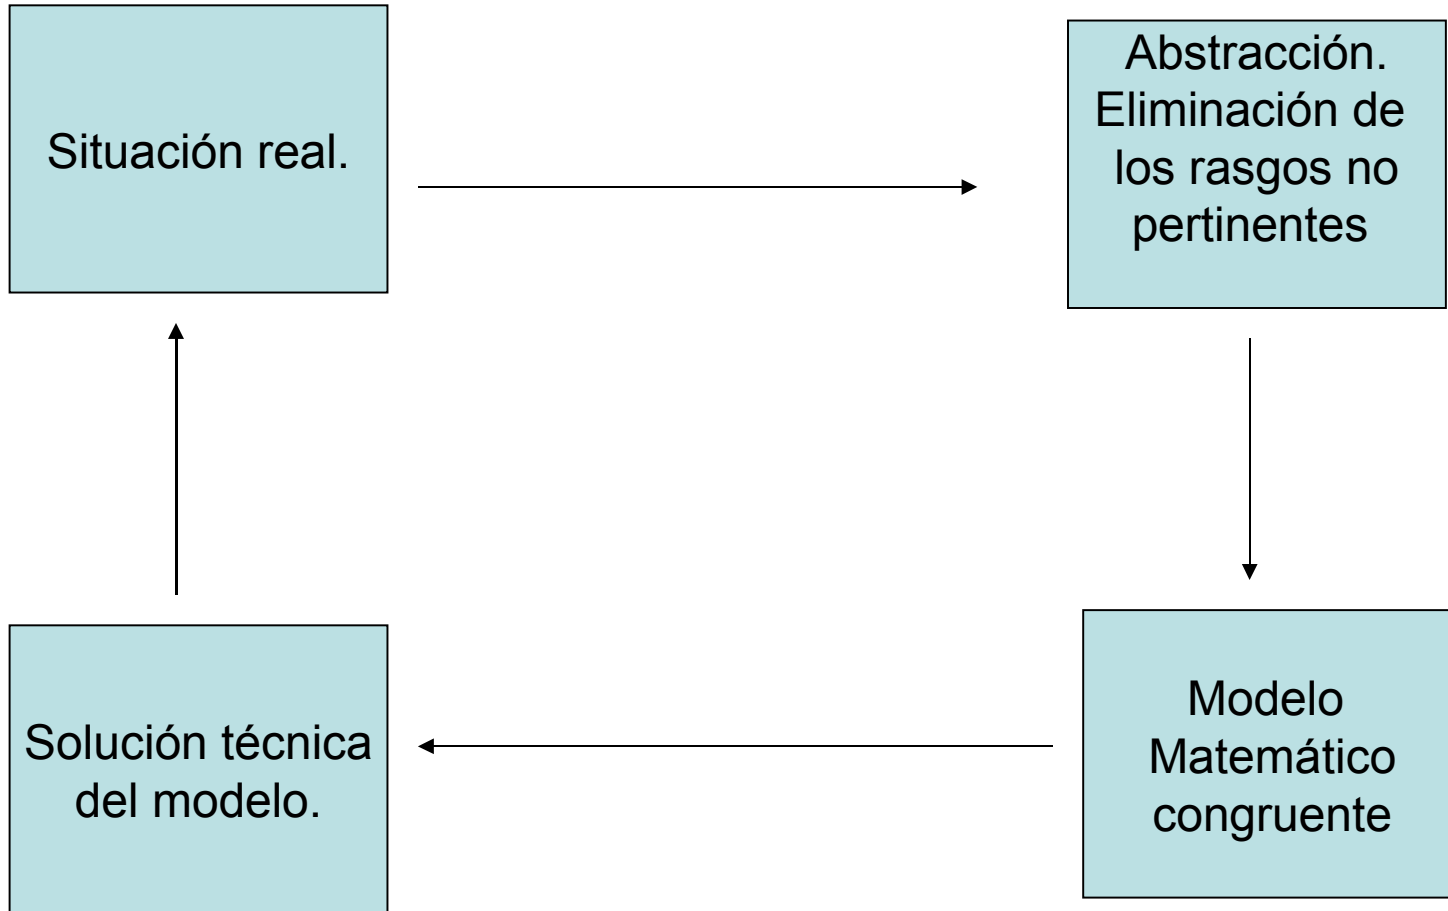 Situación real.
Abstracción.
Eliminación de
los rasgos no
pertinentes
Modelo
Matemático
congruente
Solución técnica
del modelo.